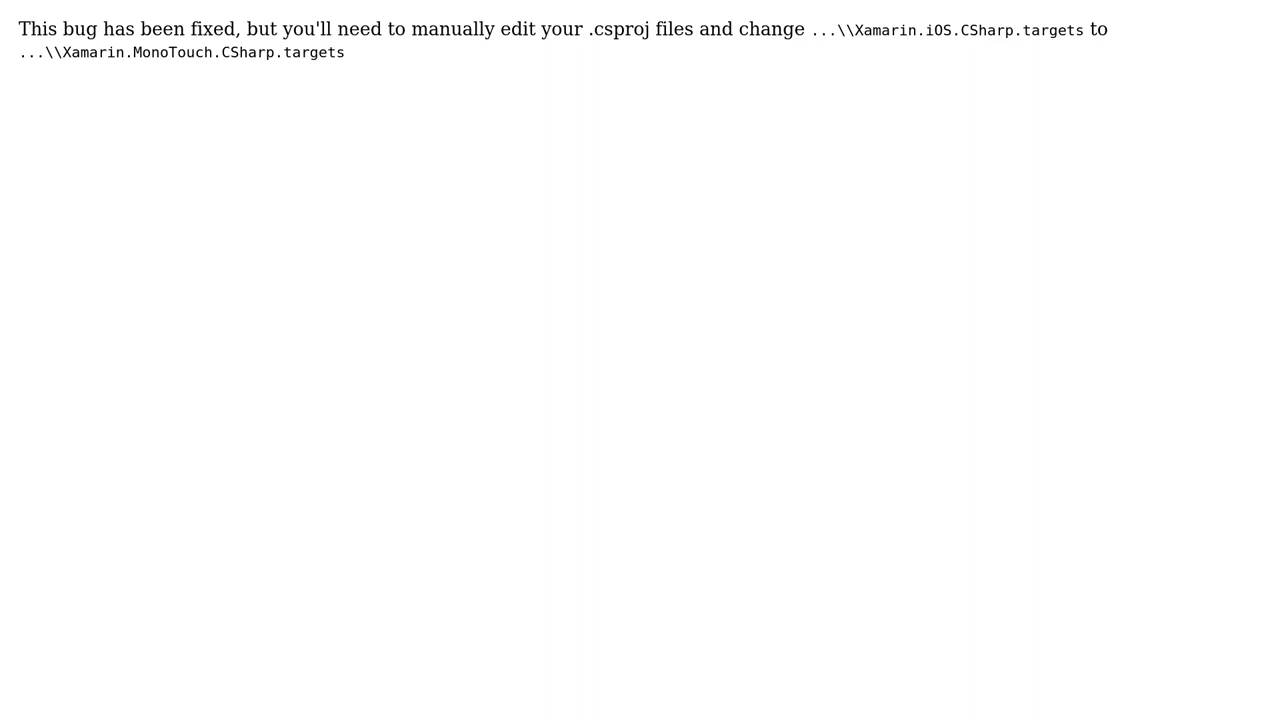 This bug has been fixed, but you'll need to manually edit your .csproj files and change ...\\Xamarin.iOS.CSharp.targets to
...\\Xamarin.MonoTouch.CSharp.targets